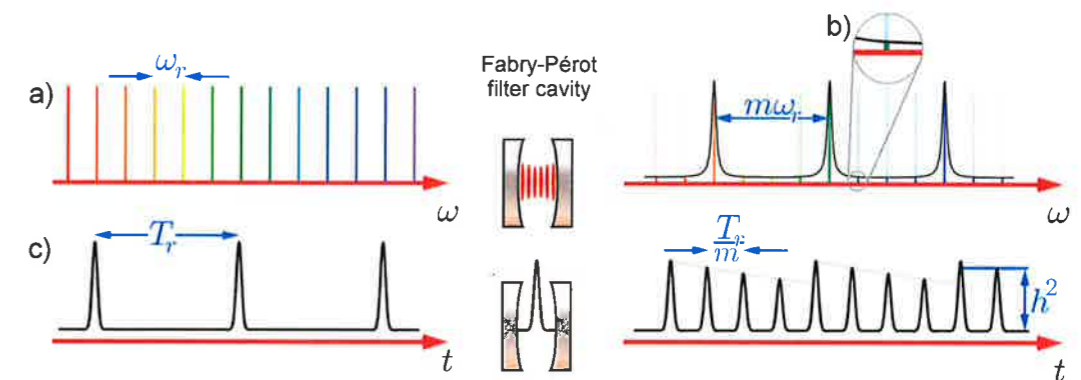 a)
ω_r
ω
Fabry-Pérot
filter cavity
b)
mω_r
ω
c)
T_r
t
T_r
m
h²
t